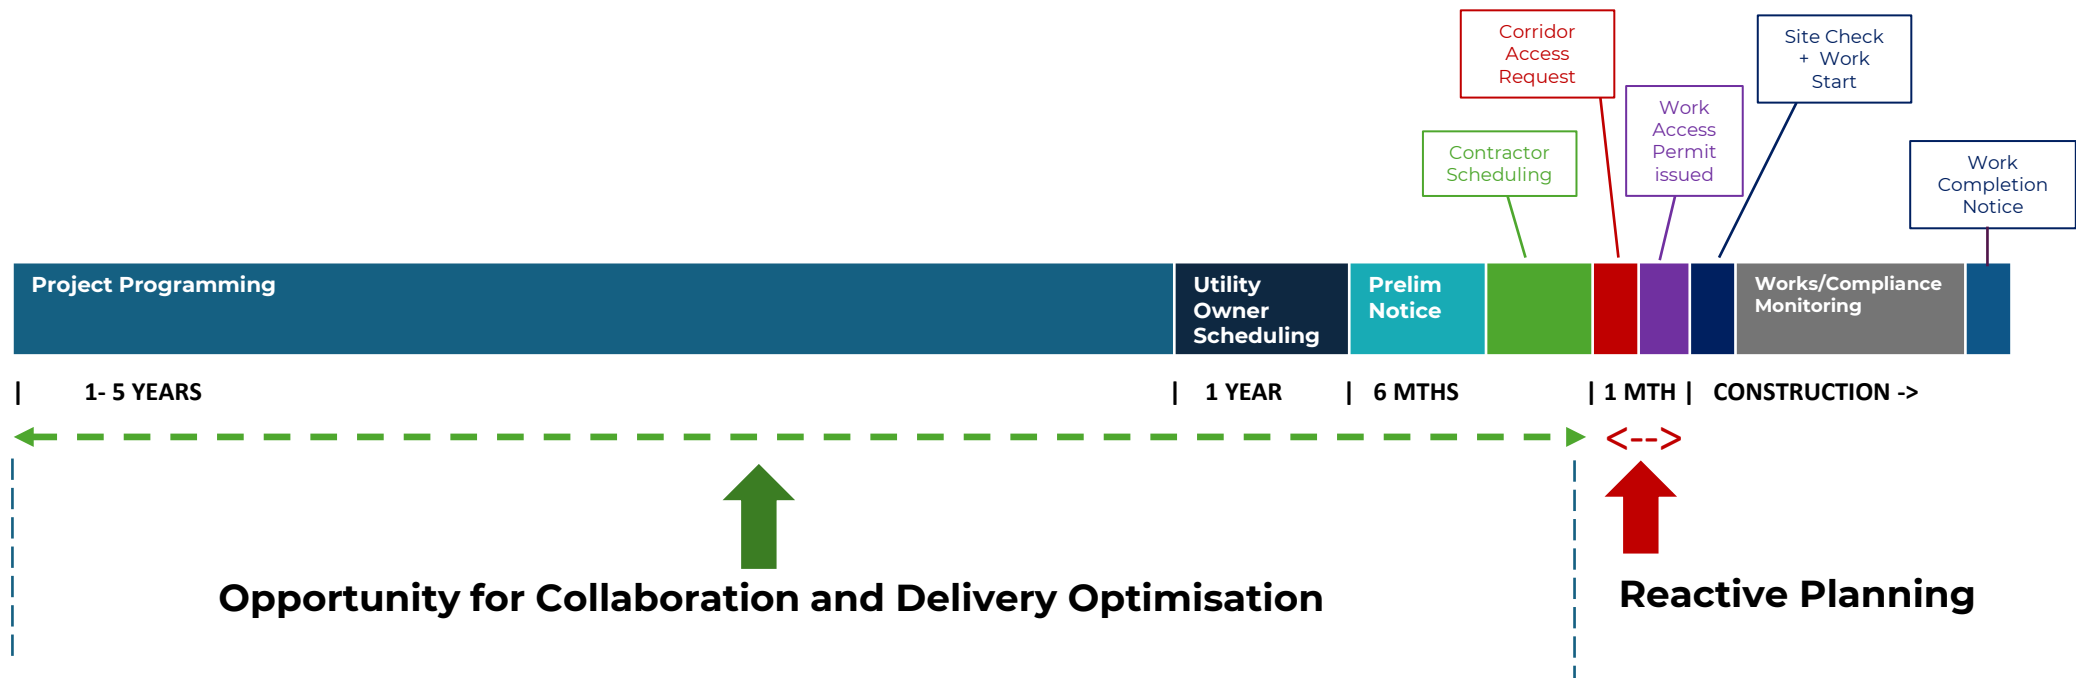 Corridor
Access
Request
Site Check
+ Work
Start
Work
Access
Permit
issued
Contractor
Scheduling
Work
Completion
Notice
Project Programming
Utility
Owner
Scheduling
Prelim
Notice
Works/Compliance
Monitoring
| 1- 5 YEARS | 1 YEAR | 6 MTHS | 1 MTH | CONSTRUCTION ->
<-->
Opportunity for Collaboration and Delivery Optimisation
Reactive Planning